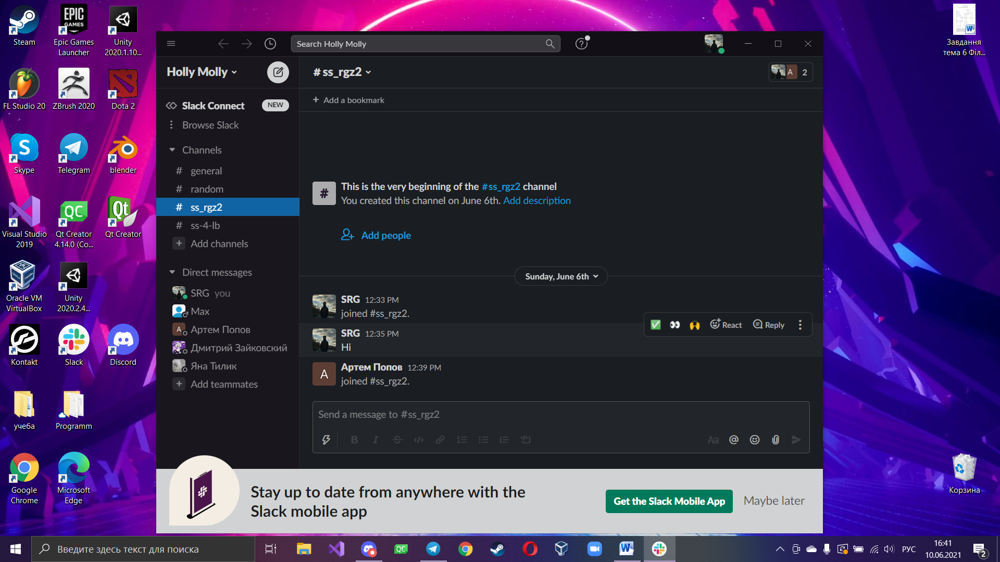 Steam
EPIC
GAMES
Epic Games
Launcher
Unity
2020.1.10...
FL Studio 20
ZBrush 2020
Dota 2
S
Skype
Telegram
blender
Visual Studio
2019
QC
Qt Creator
4.14.0 (Co...
Qt
Qt Creator
Oracle VM
VirtualBox
Unity
2020.2.4...
Kontakt
Slack
Discord
учеба
Programm
Google
Chrome
Microsoft
Edge
Search Holly Molly
Holly Molly
Slack Connect
NEW
Browse Slack
Channels
# general
# random
# ss_rgz2
# ss-4-lb
+ Add channels
Direct messages
SRG you
Max
A Артем Попов
Дмитрий Зайковский
Яна Тилик
+ Add teammates
# ss_rgz2
A 2
+ Add a bookmark
# This is the very beginning of the #ss_rgz2 channel
You created this channel on June 6th. Add description
Add people
Sunday, June 6th
SRG 12:33 PM
joined #ss_rgz2.
SRG 12:35 PM
Hi
React
Reply
A Артем Попов 12:39 PM
joined #ss_rgz2.
Send a message to #ss_rgz2
B I S </> Aa @
Stay up to date from anywhere with the
Slack mobile app
Get the Slack Mobile App
Maybe later
W
Завдання
тема 6 Філ...
Корзина
Введите здесь текст для поиска
QC
W
РУС
16:41
10.06.2021
2